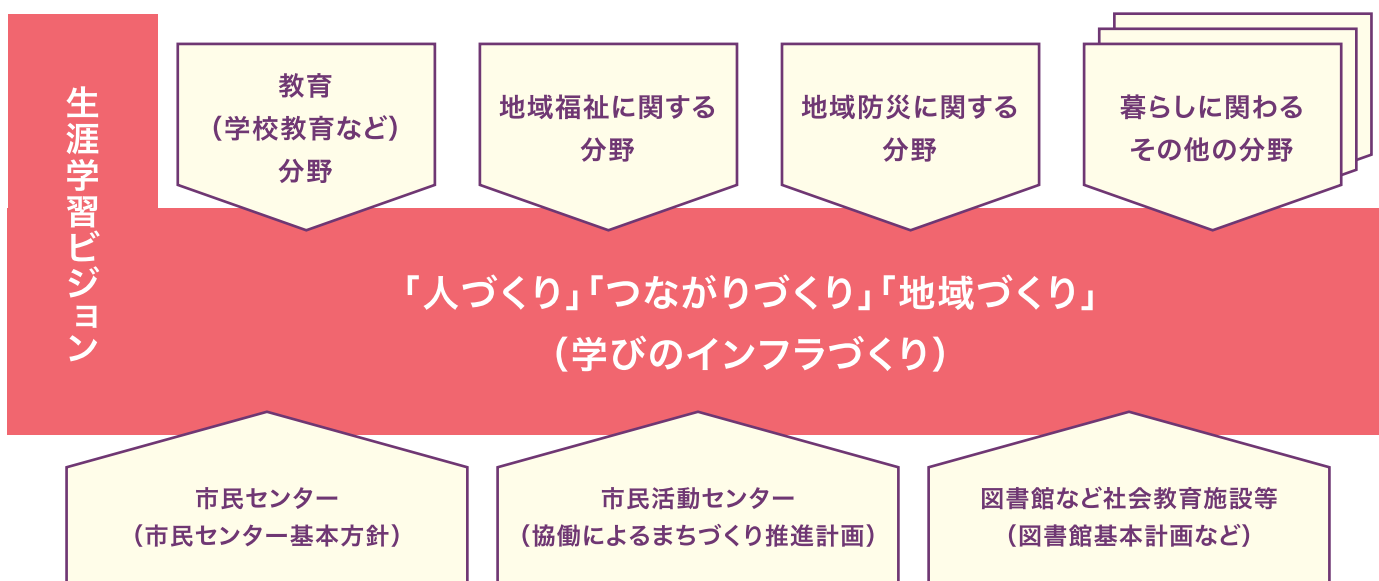 生涯学習ビジョン
教育
（学校教育など）
分野
地域福祉に関する
分野
地域防災に関する
分野
暮らしに関わる
その他の分野
「人づくり」「つながりづくり」「地域づくり」
（学びのインフラづくり）
市民センター
（市民センター基本方針）
市民活動センター
（協働によるまちづくり推進計画）
図書館など社会教育施設等
（図書館基本計画など）